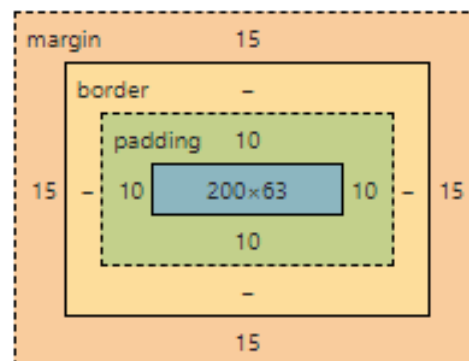 margin 15
border –
padding 10
15 – 10 200×63 10 – 15
10
–
15